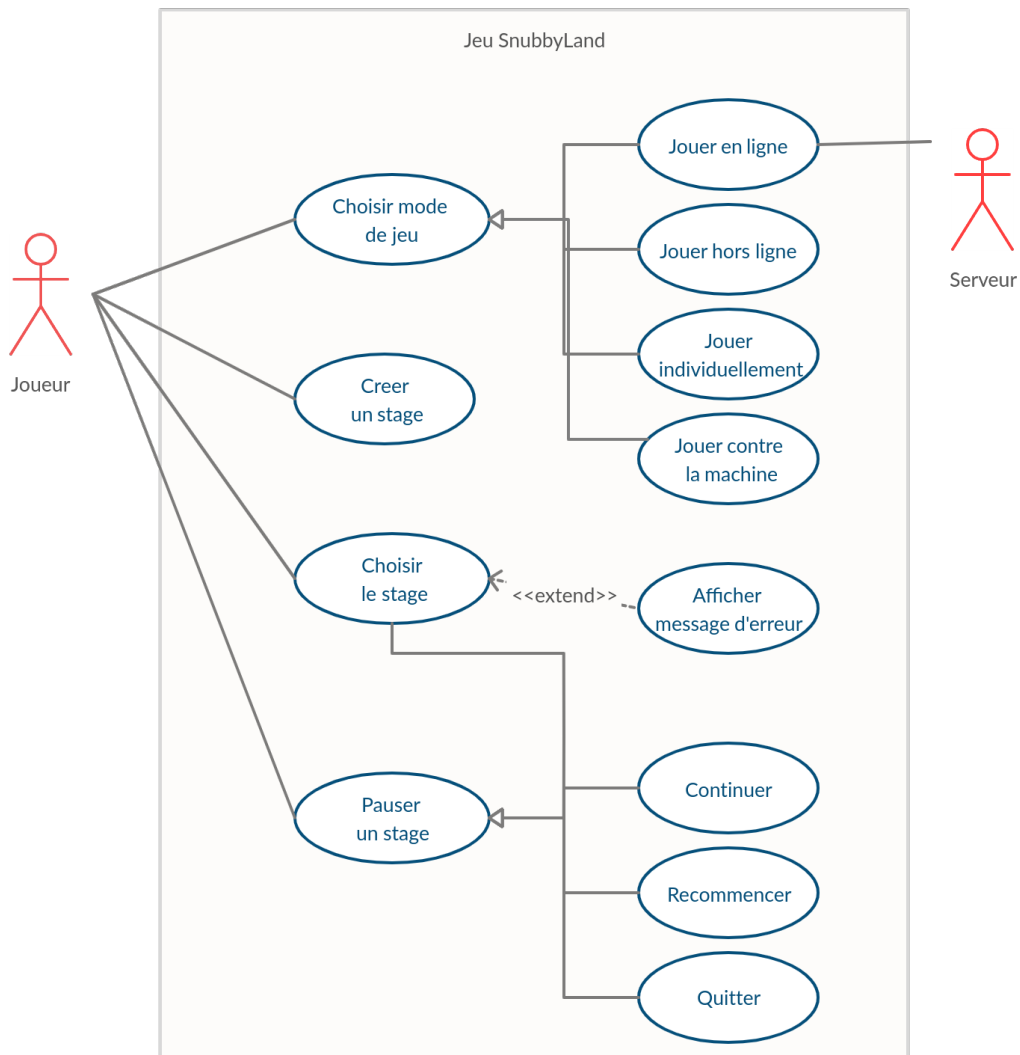 Jeu SnubbyLand
Jouer en ligne
Choisir mode
de jeu
Jouer hors ligne
Serveur
Jouer
individuellement
Joueur
Creer
un stage
Jouer contre
la machine
Choisir
le stage
<<extend>>
Afficher
message d'erreur
Continuer
Pauser
un stage
Recommencer
Quitter